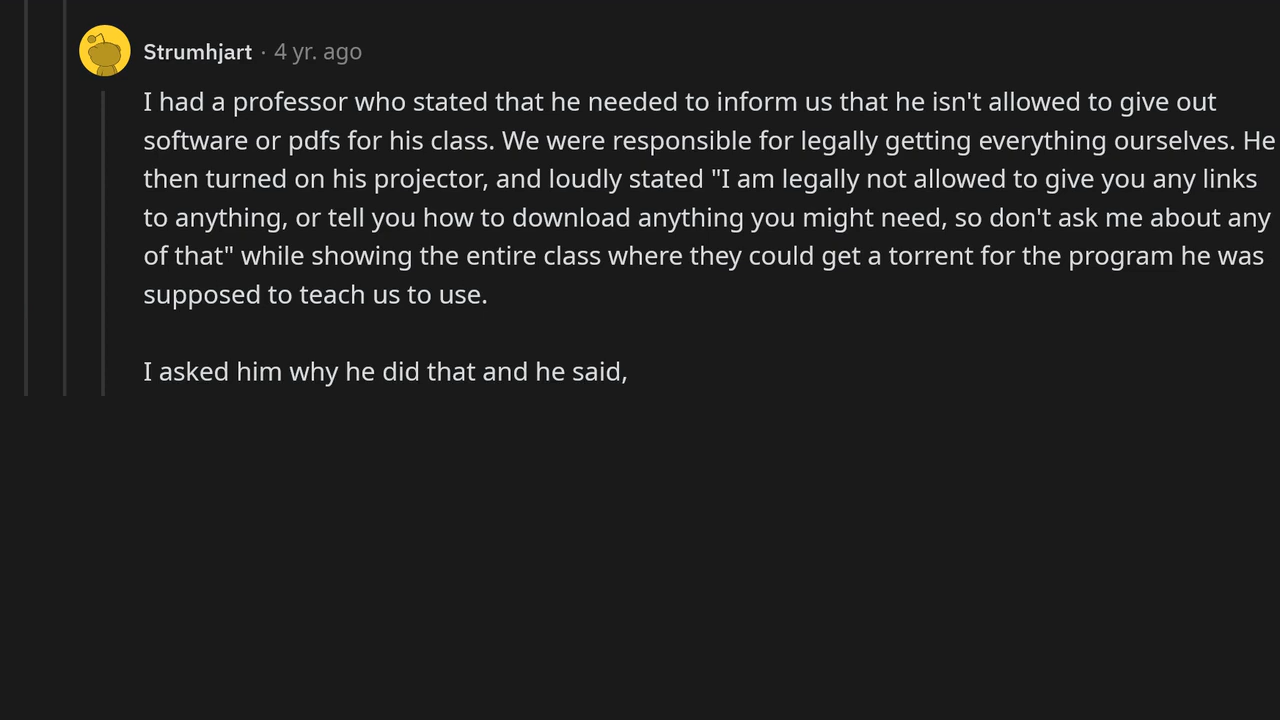 Strumhjart · 4 yr. ago
I had a professor who stated that he needed to inform us that he isn't allowed to give out
software or pdfs for his class. We were responsible for legally getting everything ourselves. He
then turned on his projector, and loudly stated "I am legally not allowed to give you any links
to anything, or tell you how to download anything you might need, so don't ask me about any
of that" while showing the entire class where they could get a torrent for the program he was
supposed to teach us to use.
I asked him why he did that and he said,